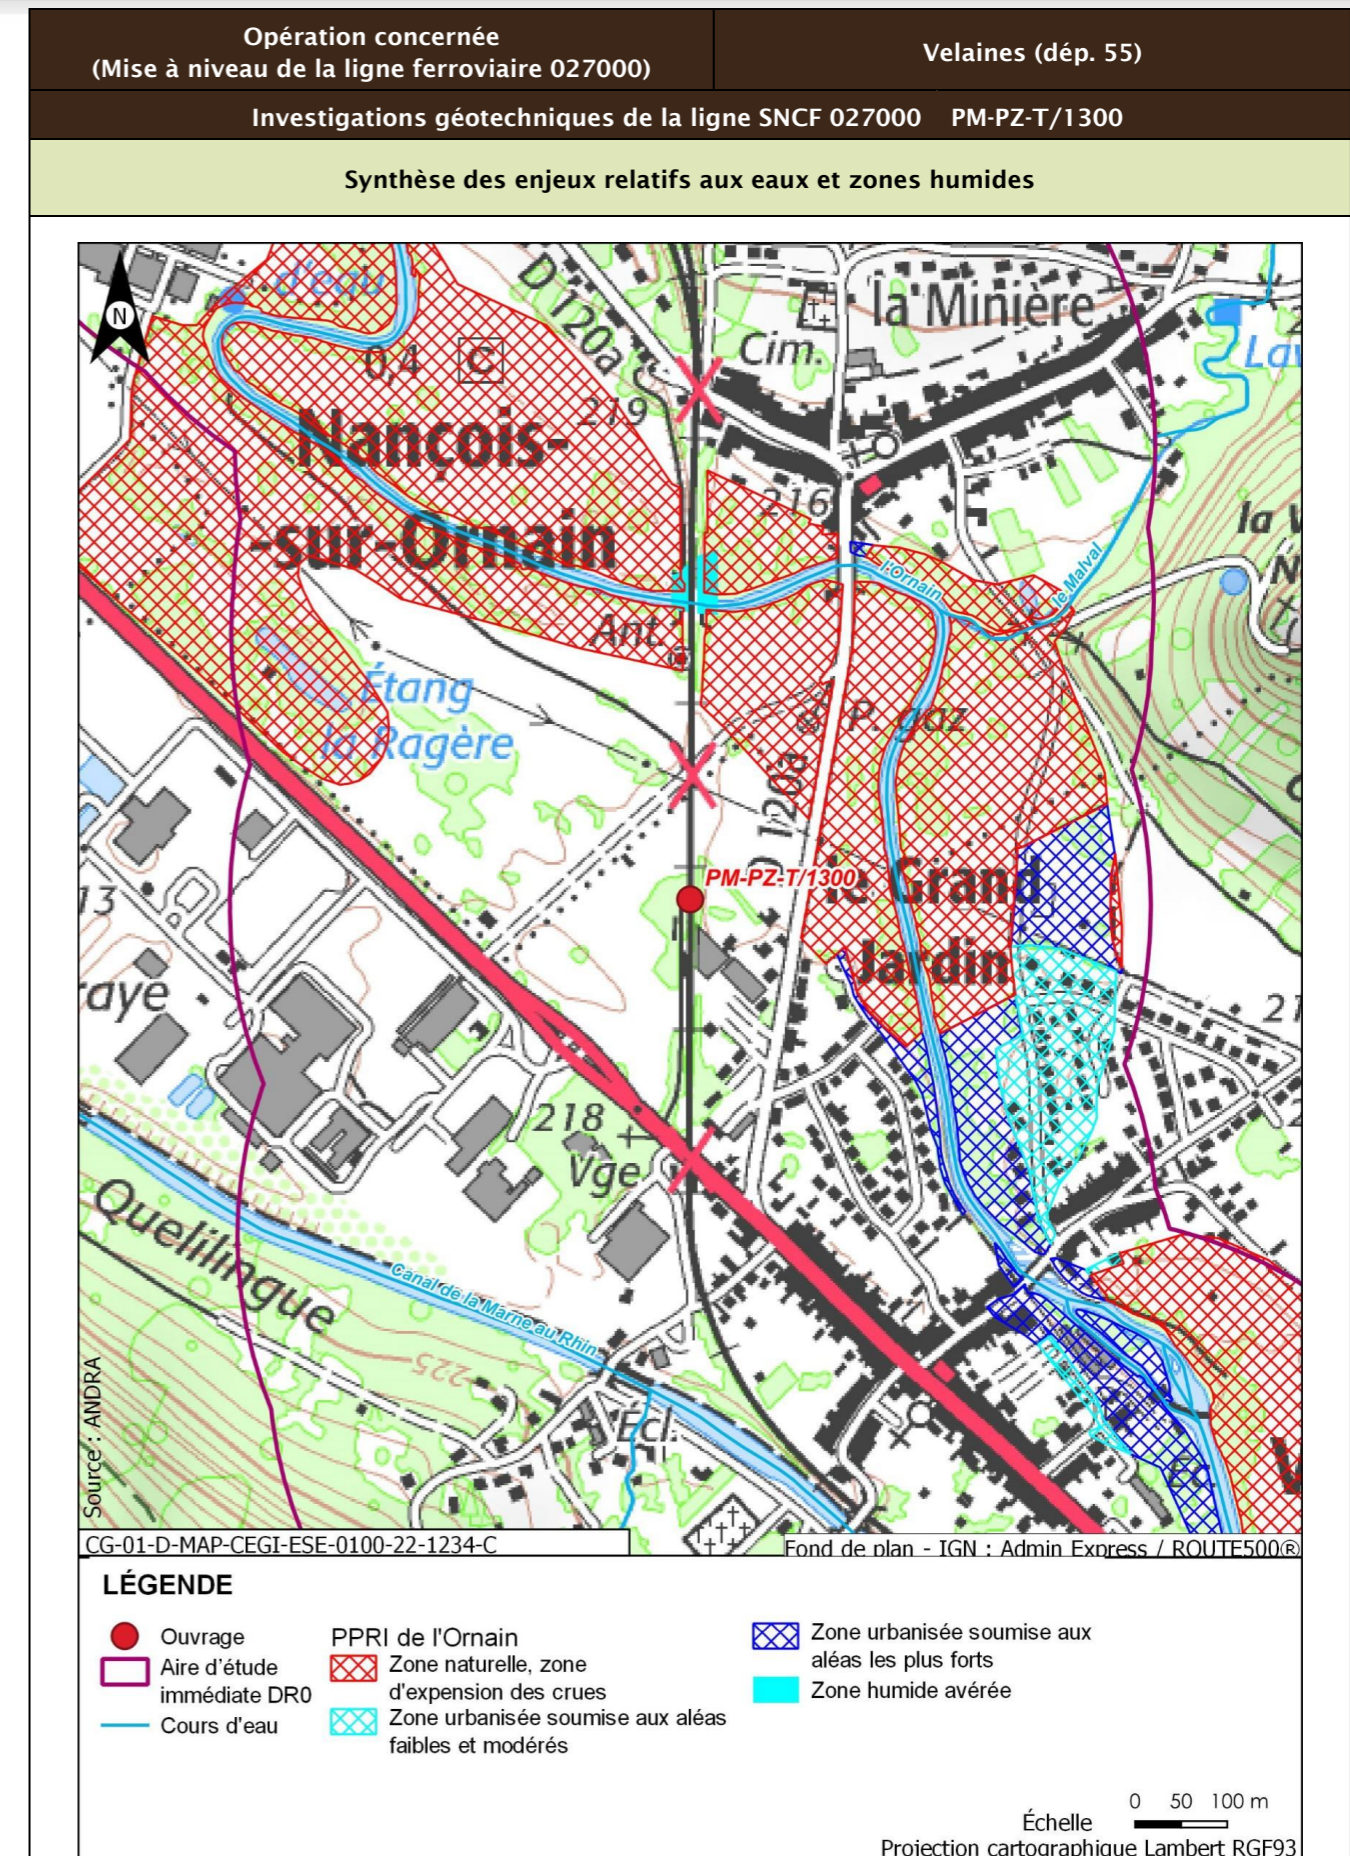 Opération concernée
(Mise à niveau de la ligne ferroviaire 027000)
Velaines (dép. 55)
Investigations géotechniques de la ligne SNCF 027000 PM-PZ-T/1300
Synthèse des enjeux relatifs aux eaux et zones humides
N
d'eau
0,4
C
D 120a
219
Cim.
la Minière
Lav
Nançois-
-sur-Ornain
216
l'Ornain
le Malval
la V
N
Ant.
Étang
la Ragère
P. gaz
D 120a
PM-PZ-T/1300
le Grand
Jardin
13
raye
21
218
Vge
2
Quelilingue
Canal de la Marne au Rhin
225
Écl.
V
Source : ANDRA
CG-01-D-MAP-CEGI-ESE-0100-22-1234-C
Fond de plan - IGN : Admin Express / ROUTE500®
LÉGENDE
Ouvrage
Aire d'étude
immédiate DR0
Cours d'eau
PPRI de l'Ornain
Zone naturelle, zone
d'expension des crues
Zone urbanisée soumise aux aléas
faibles et modérés
Zone urbanisée soumise aux
aléas les plus forts
Zone humide avérée
0 50 100 m
Échelle
Projection cartographique Lambert RGF93